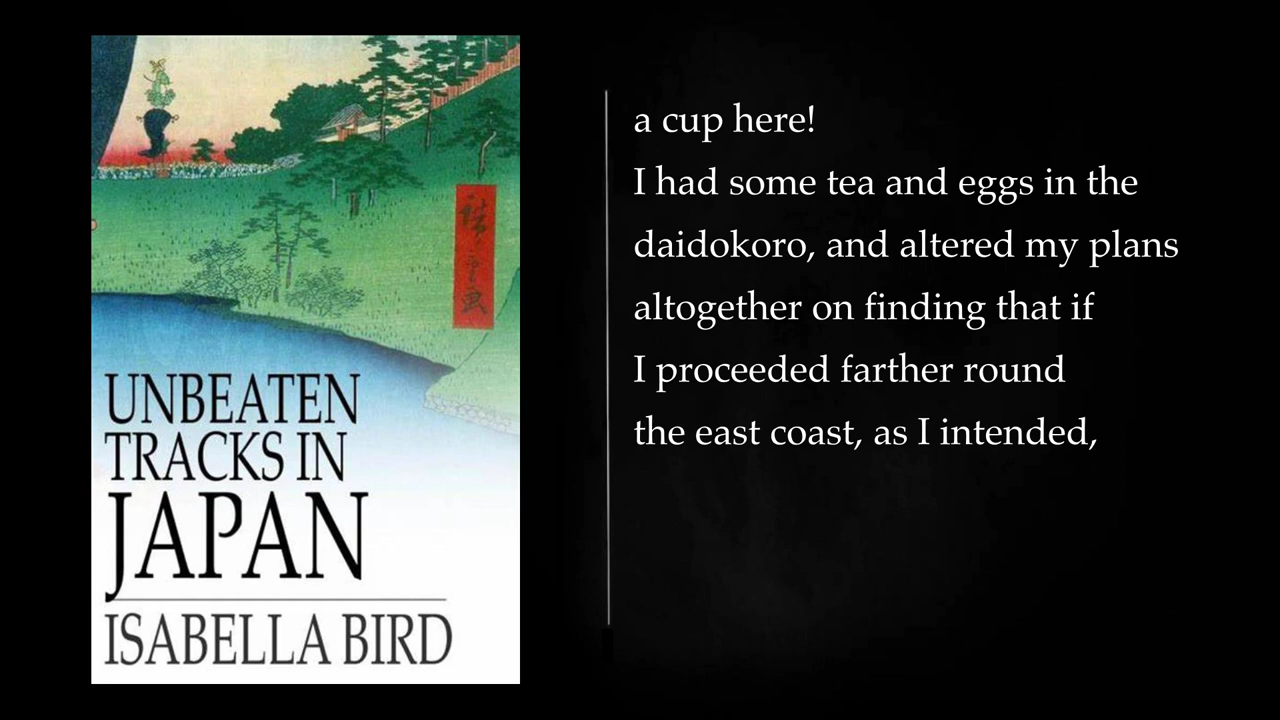 UNBEATEN
TRACKS IN
JAPAN
ISABELLA BIRD
a cup here!
I had some tea and eggs in the
daidokoro, and altered my plans
altogether on finding that if
I proceeded farther round
the east coast, as I intended,